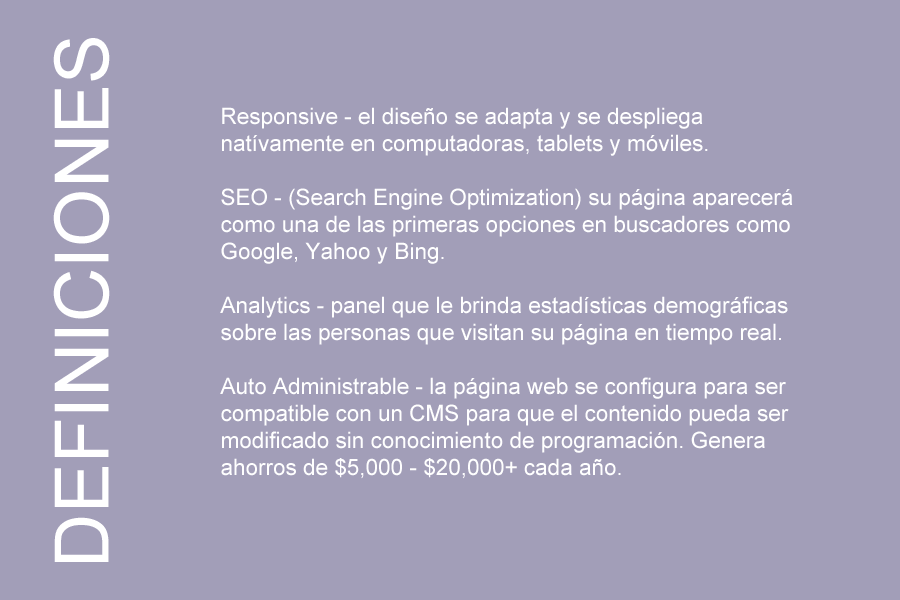 DEFINICIONES
Responsive - el diseño se adapta y se despliega
natívamente en computadoras, tablets y móviles.
SEO - (Search Engine Optimization) su página aparecerá
como una de las primeras opciones en buscadores como
Google, Yahoo y Bing.
Analytics - panel que le brinda estadísticas demográficas
sobre las personas que visitan su página en tiempo real.
Auto Administrable - la página web se configura para ser
compatible con un CMS para que el contenido pueda ser
modificado sin conocimiento de programación. Genera
ahorros de $5,000 - $20,000+ cada año.